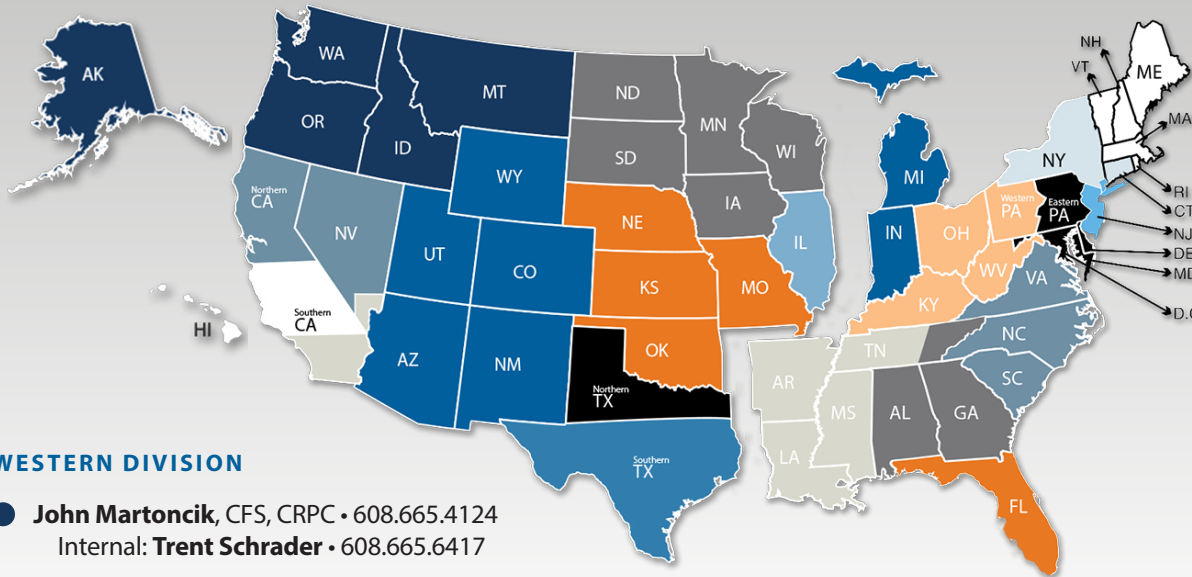 NH
VT
ME
WA
AK
MT
ND
MN
MA
OR
ID
SD
WI
NY
WY
MI
RI
Northern
CA
IA
Western
PA
Eastern
PA
CT
NE
NV
IL
IN
OH
NJ
UT
CO
DE
KS
MO
WV
VA
MD
KY
D.C
Southern
CA
HI
NC
TN
OK
AZ
NM
SC
AR
Northern
TX
MS
AL
GA
LA
Southern
TX
FL
WESTERN DIVISION
John Martoncik, CFS, CRPC • 608.665.4124
Internal: Trent Schrader • 608.665.6417